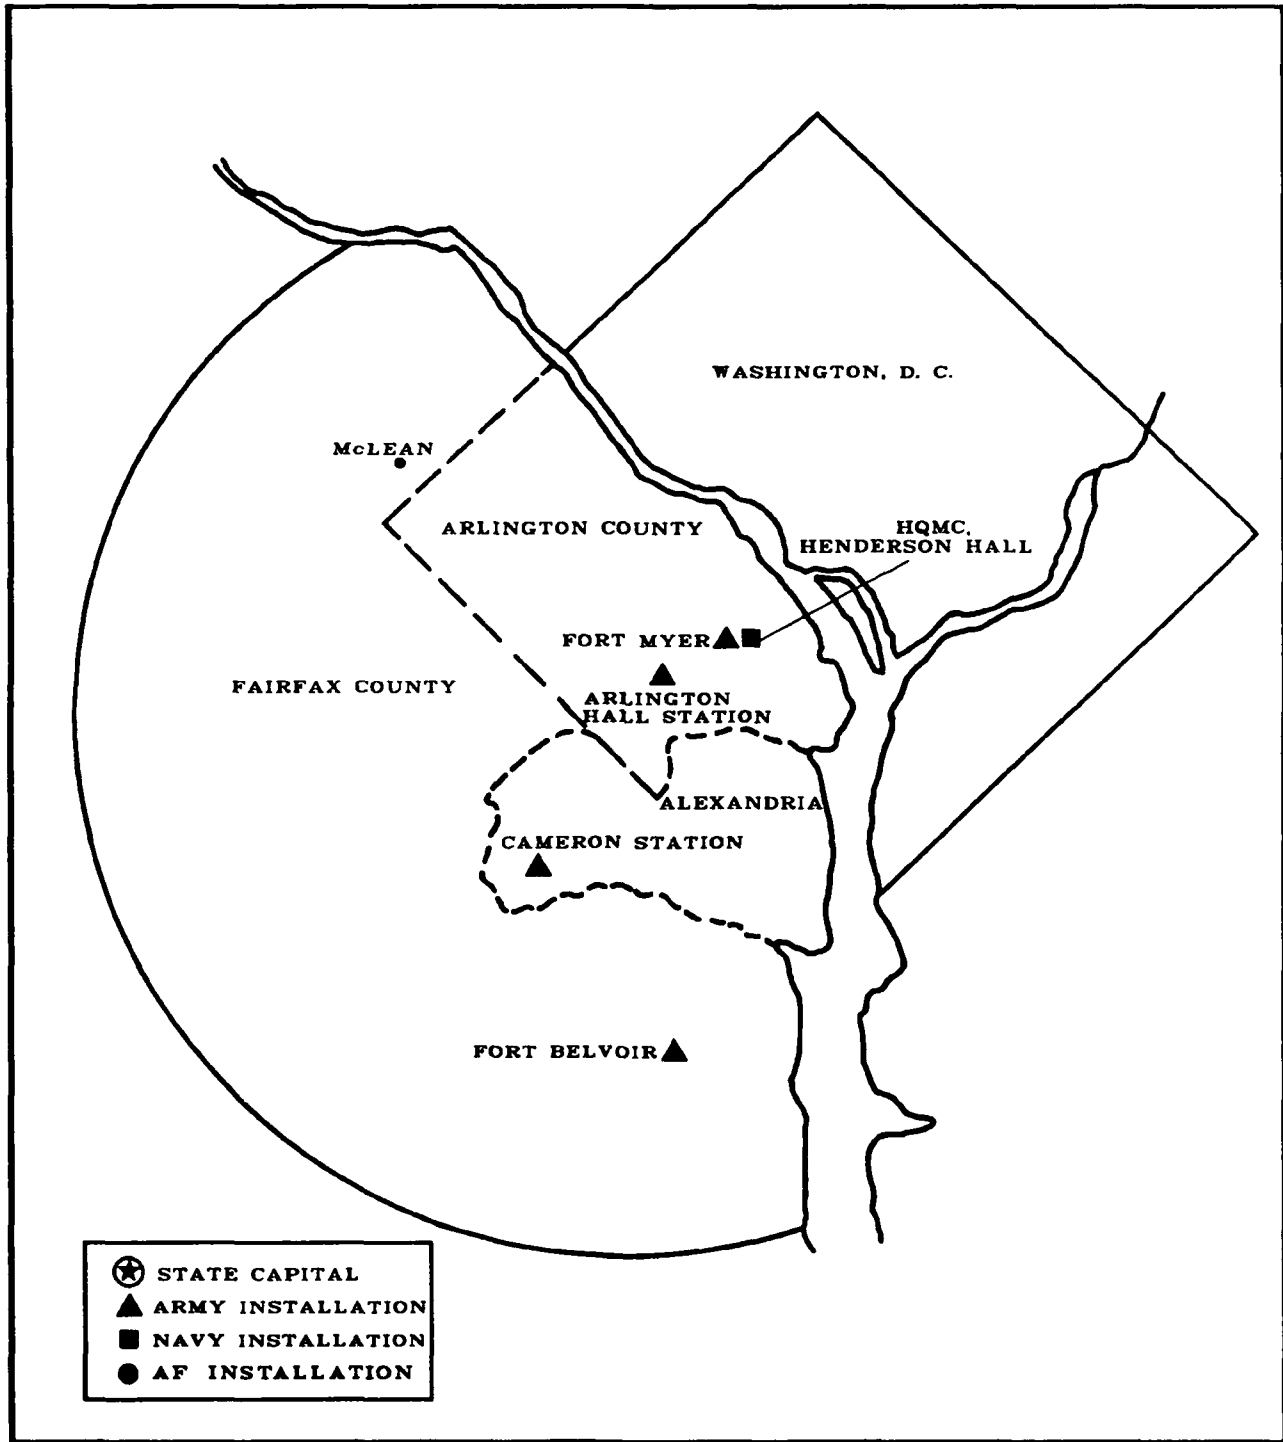 WASHINGTON, D. C.
McLEAN
ARLINGTON COUNTY
HQMC,
HENDERSON HALL
FORT MYER
FAIRFAX COUNTY
ARLINGTON
HALL STATION
ALEXANDRIA
CAMERON STATION
FORT BELVOIR
STATE CAPITAL
ARMY INSTALLATION
NAVY INSTALLATION
AF INSTALLATION